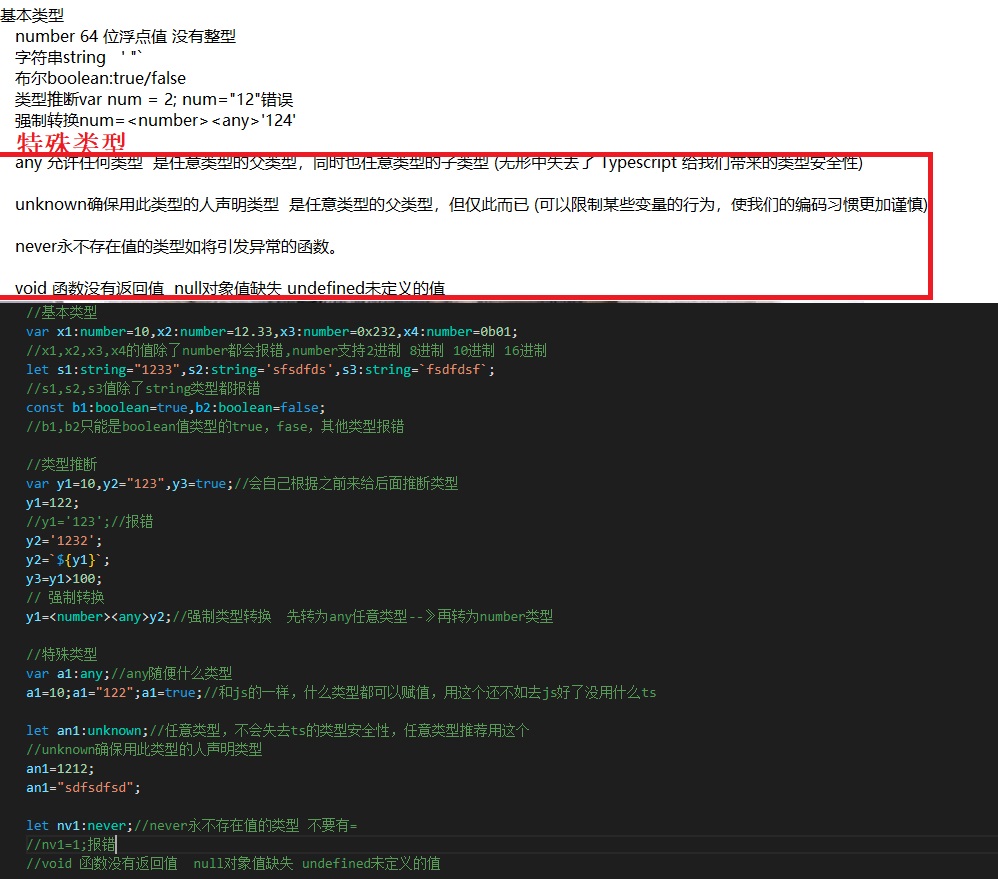 基本类型
number 64 位浮点值 没有整型
字符串string ' "`
布尔boolean:true/false
类型推断var num = 2; num="12"错误
强制转换num=<number><any>'124'
特殊类型
any 允许任何类型 是任意类型的父类型，同时也任意类型的子类型 (无形中失去了 Typescript 给我们带来的类型安全性)
unknown确保用此类型的人声明类型 是任意类型的父类型，但仅此而已 (可以限制某些变量的行为，使我们的编码习惯更加谨慎)
never永不存在值的类型如将引发异常的函数。
void 函数没有返回值 null对象值缺失 undefined未定义的值
//基本类型
var x1:number=10,x2:number=12.33,x3:number=0x232,x4:number=0b01;
//x1,x2,x3,x4的值除了number都会报错,number支持2进制 8进制 10进制 16进制
let s1:string="1233",s2:string='sfsdfds',s3:string=`fsdfdsf`;
//s1,s2,s3值除了string类型都报错
const b1:boolean=true,b2:boolean=false;
//b1,b2只能是boolean值类型的true，fase，其他类型报错
//类型推断
var y1=10,y2="123",y3=true;//会自己根据之前来给后面推断类型
y1=122;
//y1='123';//报错
y2='1232';
y2=`${y1}`;
y3=y1>100;
// 强制转换
y1=<number><any>y2;//强制类型转换 先转为any任意类型--》再转为number类型
//特殊类型
var a1:any;//any随便什么类型
a1=10;a1="122";a1=true;//和js的一样，什么类型都可以赋值，用这个还不如去js好了没用什么ts
let an1:unknown;//任意类型，不会失去ts的类型安全性，任意类型推荐用这个
//unknown确保用此类型的人声明类型
an1=1212;
an1="sdfsdfsd";
let nv1:never;//never永不存在值的类型 不要有=
//nv1=1;报错
//void 函数没有返回值 null对象值缺失 undefined未定义的值